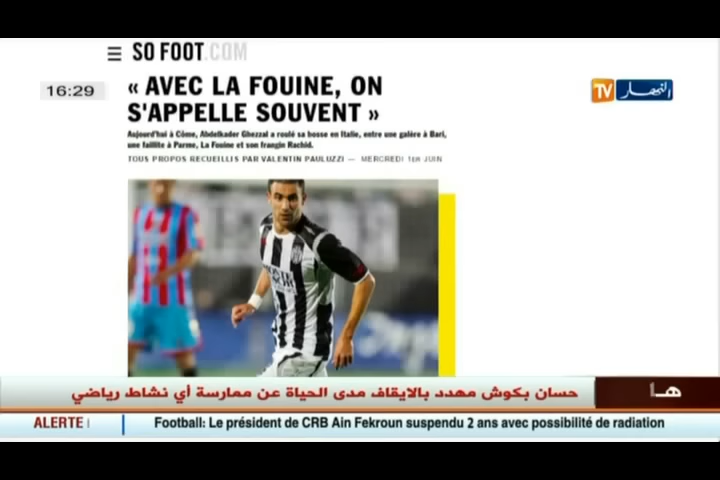 ☰ SO FOOT.COM
16:29
TV النهار
« AVEC LA FOUINE, ON
S'APPELLE SOUVENT »
Aujourd'hui à Côme, Abdelkader Ghezzal a roulé sa bosse en Italie, entre une galère à Bari,
une faillite à Parme, La Fouine et son frangin Rachid.
TOUS PROPOS RECUEILLIS PAR VALENTIN PAULUZZI — MERCREDI 1ER JUIN
حسان بكوش مهدد بالايقاف مدى الحياة عن ممارسة أي نشاط رياضي
ALERTE
Football: Le président de CRB Ain Fekroun suspendu 2 ans avec possibilité de radiation